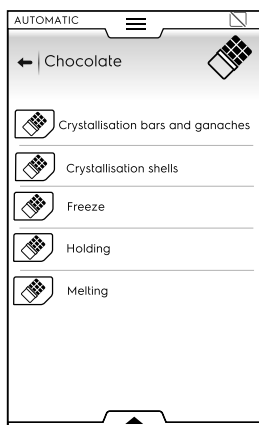 AUTOMATIC
Chocolate
Crystallisation bars and ganaches
Crystallisation shells
Freeze
Holding
Melting